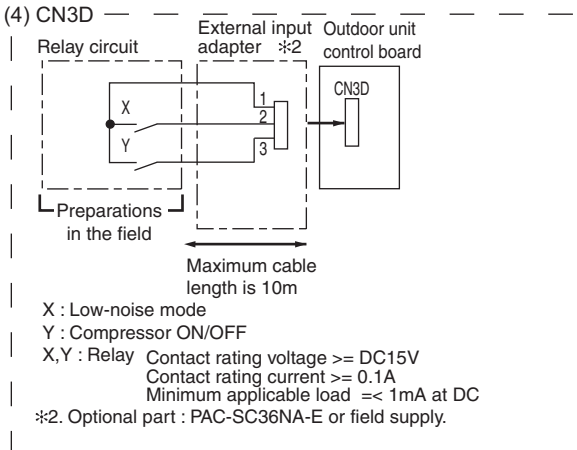 (4) CN3D
Relay circuit
External input
adapter ✻2
Outdoor unit
control board
X
Y
1
2
3
CN3D
Preparations
in the field
Maximum cable
length is 10m
X : Low-noise mode
Y : Compressor ON/OFF
X,Y : Relay Contact rating voltage >= DC15V
Contact rating current >= 0.1A
Minimum applicable load =< 1mA at DC
✻2. Optional part : PAC-SC36NA-E or field supply.